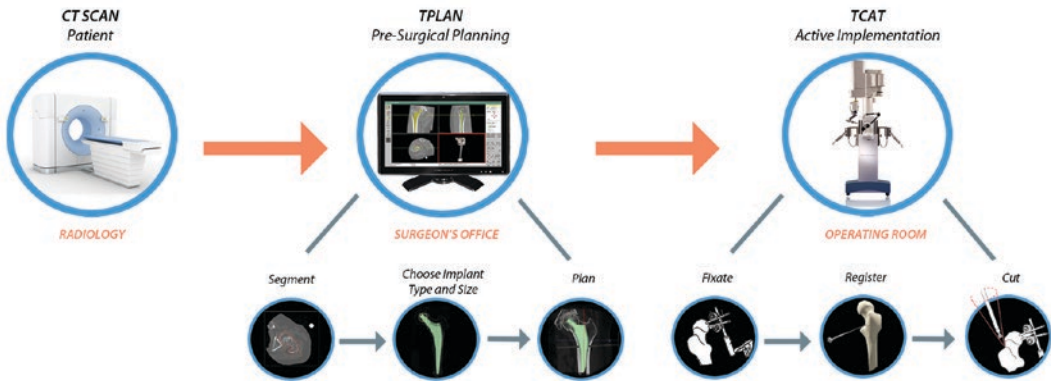 CT SCAN
Patient
TPLAN
Pre-Surgical Planning
TCAT
Active Implementation
RADIOLOGY
SURGEON'S OFFICE
OPERATING ROOM
Segment
Choose Implant
Type and Size
Plan
Fixate
Register
Cut